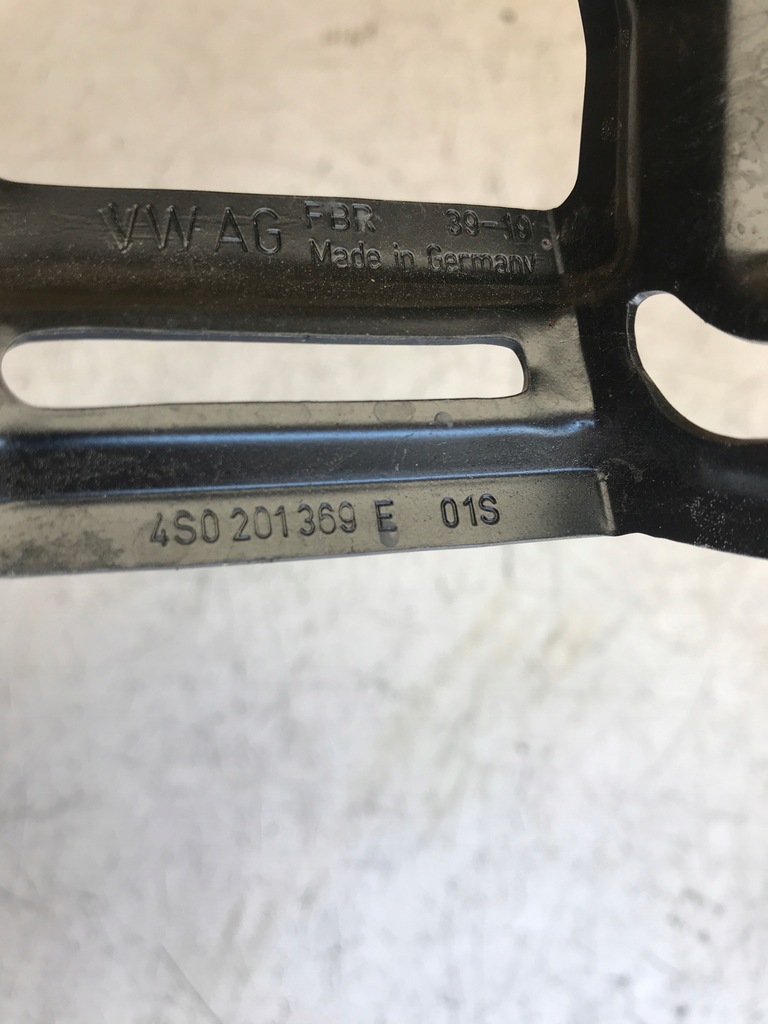 VW AG FBR 39-19
Made in Germany
4S0 201 369 E 01S